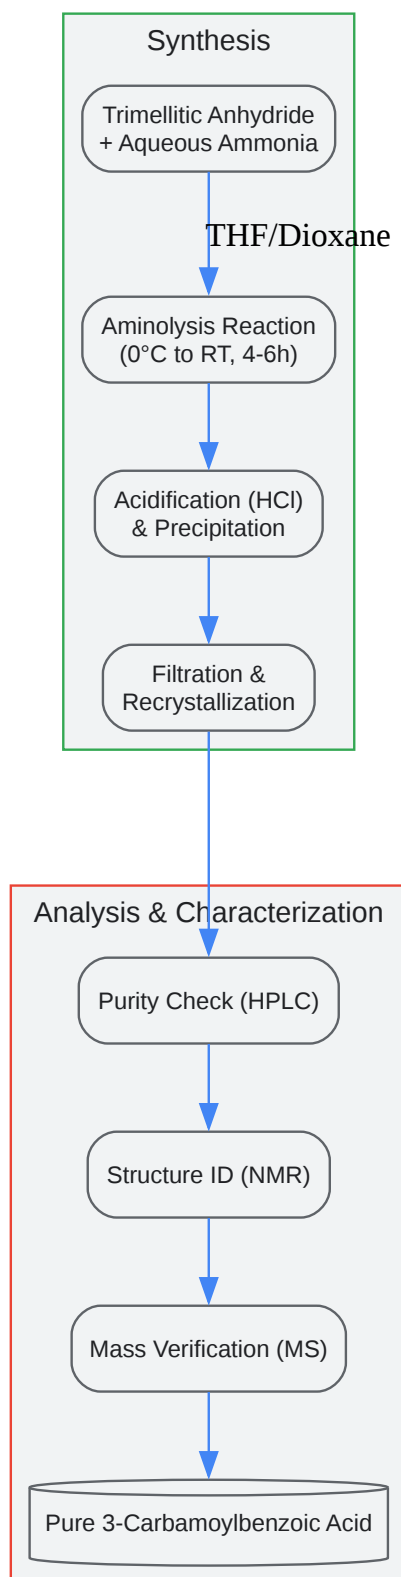 Synthesis
Trimellitic Anhydride
+ Aqueous Ammonia
THF/Dioxane
Aminolysis Reaction
(0°C to RT, 4-6h)
Acidification (HCl)
& Precipitation
Filtration &
Recrystallization
Analysis & Characterization
Purity Check (HPLC)
Structure ID (NMR)
Mass Verification (MS)
Pure 3-Carbamoylbenzoic Acid